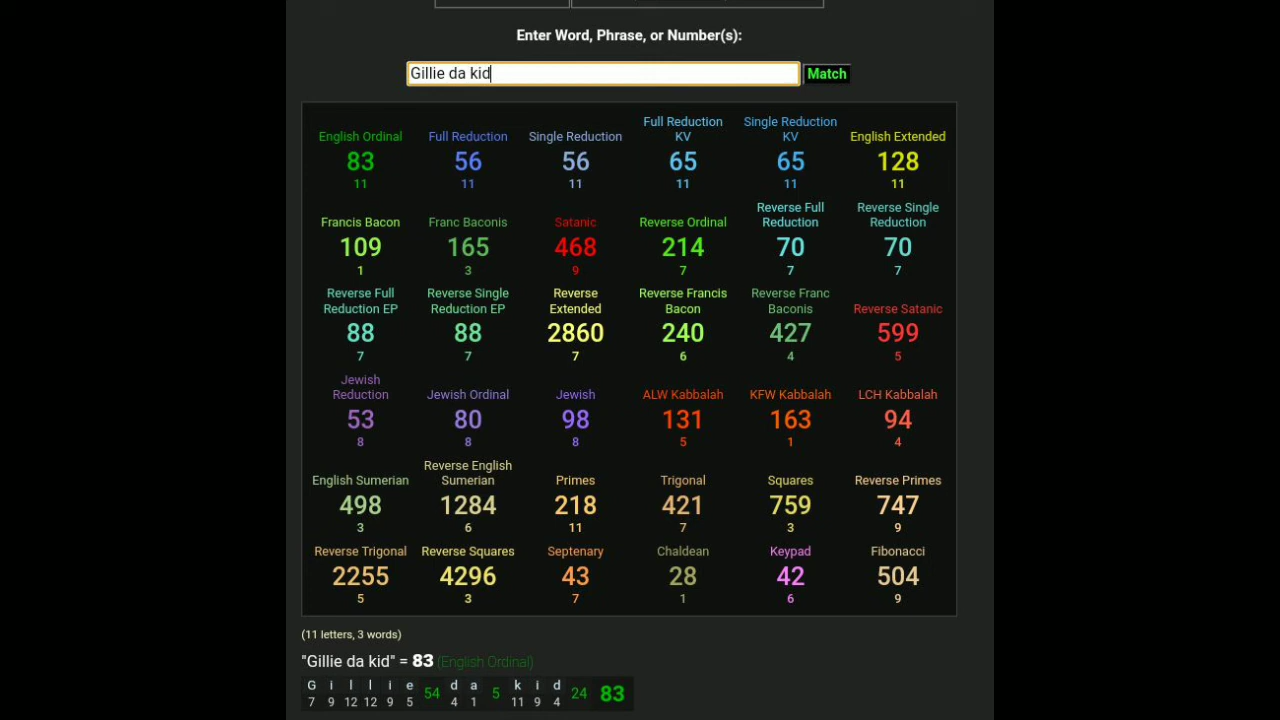 Enter Word, Phrase, or Number(s):
Gillie da kid Match
English Ordinal Full Reduction Single Reduction Full Reduction KV Single Reduction KV English Extended
83 56 56 65 65 128
11 11 11 11 11 11
Francis Bacon Franc Baconis Satanic Reverse Ordinal Reverse Full Reduction Reverse Single Reduction
109 165 468 214 70 70
1 3 9 7 7 7
Reverse Full Reduction EP Reverse Single Reduction EP Reverse Extended Reverse Francis Bacon Reverse Franc Baconis Reverse Satanic
88 88 2860 240 427 599
7 7 7 6 4 5
Jewish Reduction Jewish Ordinal Jewish ALW Kabbalah KFW Kabbalah LCH Kabbalah
53 80 98 131 163 94
8 8 8 5 1 4
English Sumerian Reverse English Sumerian Primes Trigonal Squares Reverse Primes
498 1284 218 421 759 747
3 6 11 7 3 9
Reverse Trigonal Reverse Squares Septenary Chaldean Keypad Fibonacci
2255 4296 43 28 42 504
5 3 7 1 6 9
(11 letters, 3 words)
"Gillie da kid" = 83 (English Ordinal)
G i l l i e 54 d a 5 k i d 24 83
7 9 12 12 9 5 4 1 11 9 4